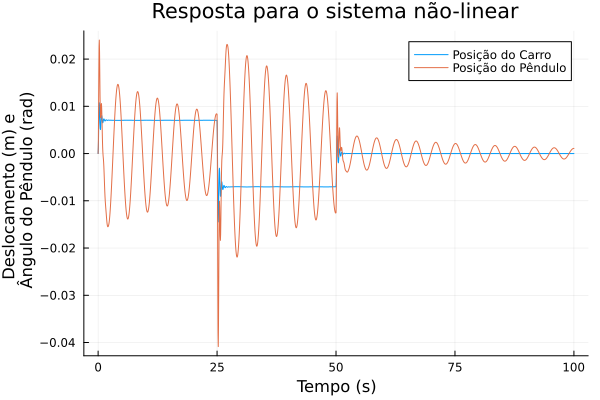 Resposta para o sistema não-linear
Posição do Carro
Posição do Pêndulo
Deslocamento (m) e
Ângulo do Pêndulo (rad)
0.02
0.01
0.00
−0.01
−0.02
−0.03
−0.04
0 25 50 75 100
Tempo (s)